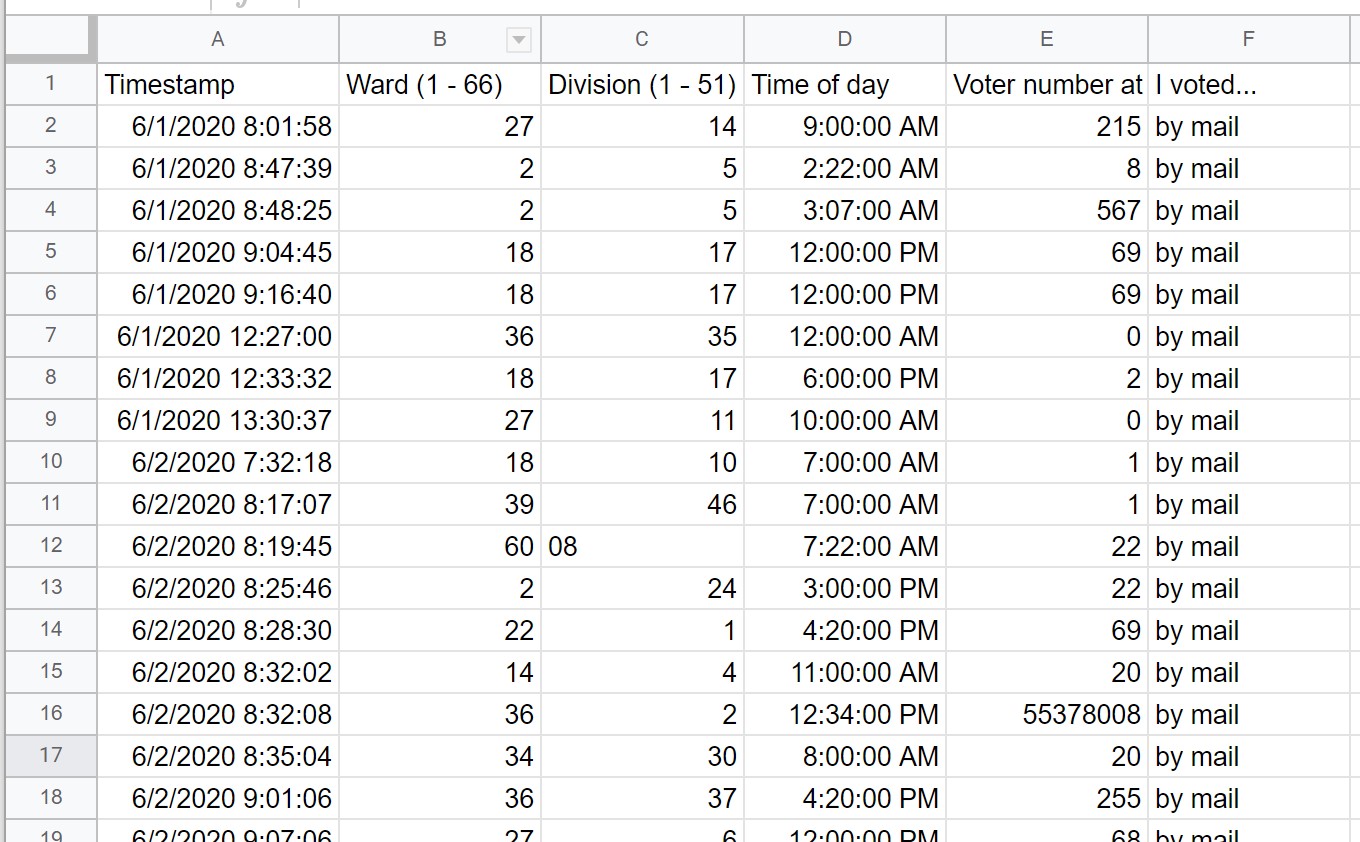 A B C D E F
1 Timestamp Ward (1 - 66) Division (1 - 51) Time of day Voter number at I voted...
2 6/1/2020 8:01:58 27 14 9:00:00 AM 215 by mail
3 6/1/2020 8:47:39 2 5 2:22:00 AM 8 by mail
4 6/1/2020 8:48:25 2 5 3:07:00 AM 567 by mail
5 6/1/2020 9:04:45 18 17 12:00:00 PM 69 by mail
6 6/1/2020 9:16:40 18 17 12:00:00 PM 69 by mail
7 6/1/2020 12:27:00 36 35 12:00:00 AM 0 by mail
8 6/1/2020 12:33:32 18 17 6:00:00 PM 2 by mail
9 6/1/2020 13:30:37 27 11 10:00:00 AM 0 by mail
10 6/2/2020 7:32:18 18 10 7:00:00 AM 1 by mail
11 6/2/2020 8:17:07 39 46 7:00:00 AM 1 by mail
12 6/2/2020 8:19:45 60 08 7:22:00 AM 22 by mail
13 6/2/2020 8:25:46 2 24 3:00:00 PM 22 by mail
14 6/2/2020 8:28:30 22 1 4:20:00 PM 69 by mail
15 6/2/2020 8:32:02 14 4 11:00:00 AM 20 by mail
16 6/2/2020 8:32:08 36 2 12:34:00 PM 55378008 by mail
17 6/2/2020 8:35:04 34 30 8:00:00 AM 20 by mail
18 6/2/2020 9:01:06 36 37 4:20:00 PM 255 by mail
19 6/2/2020 9:07:06 27 6 12:00:00 PM 68 by mail